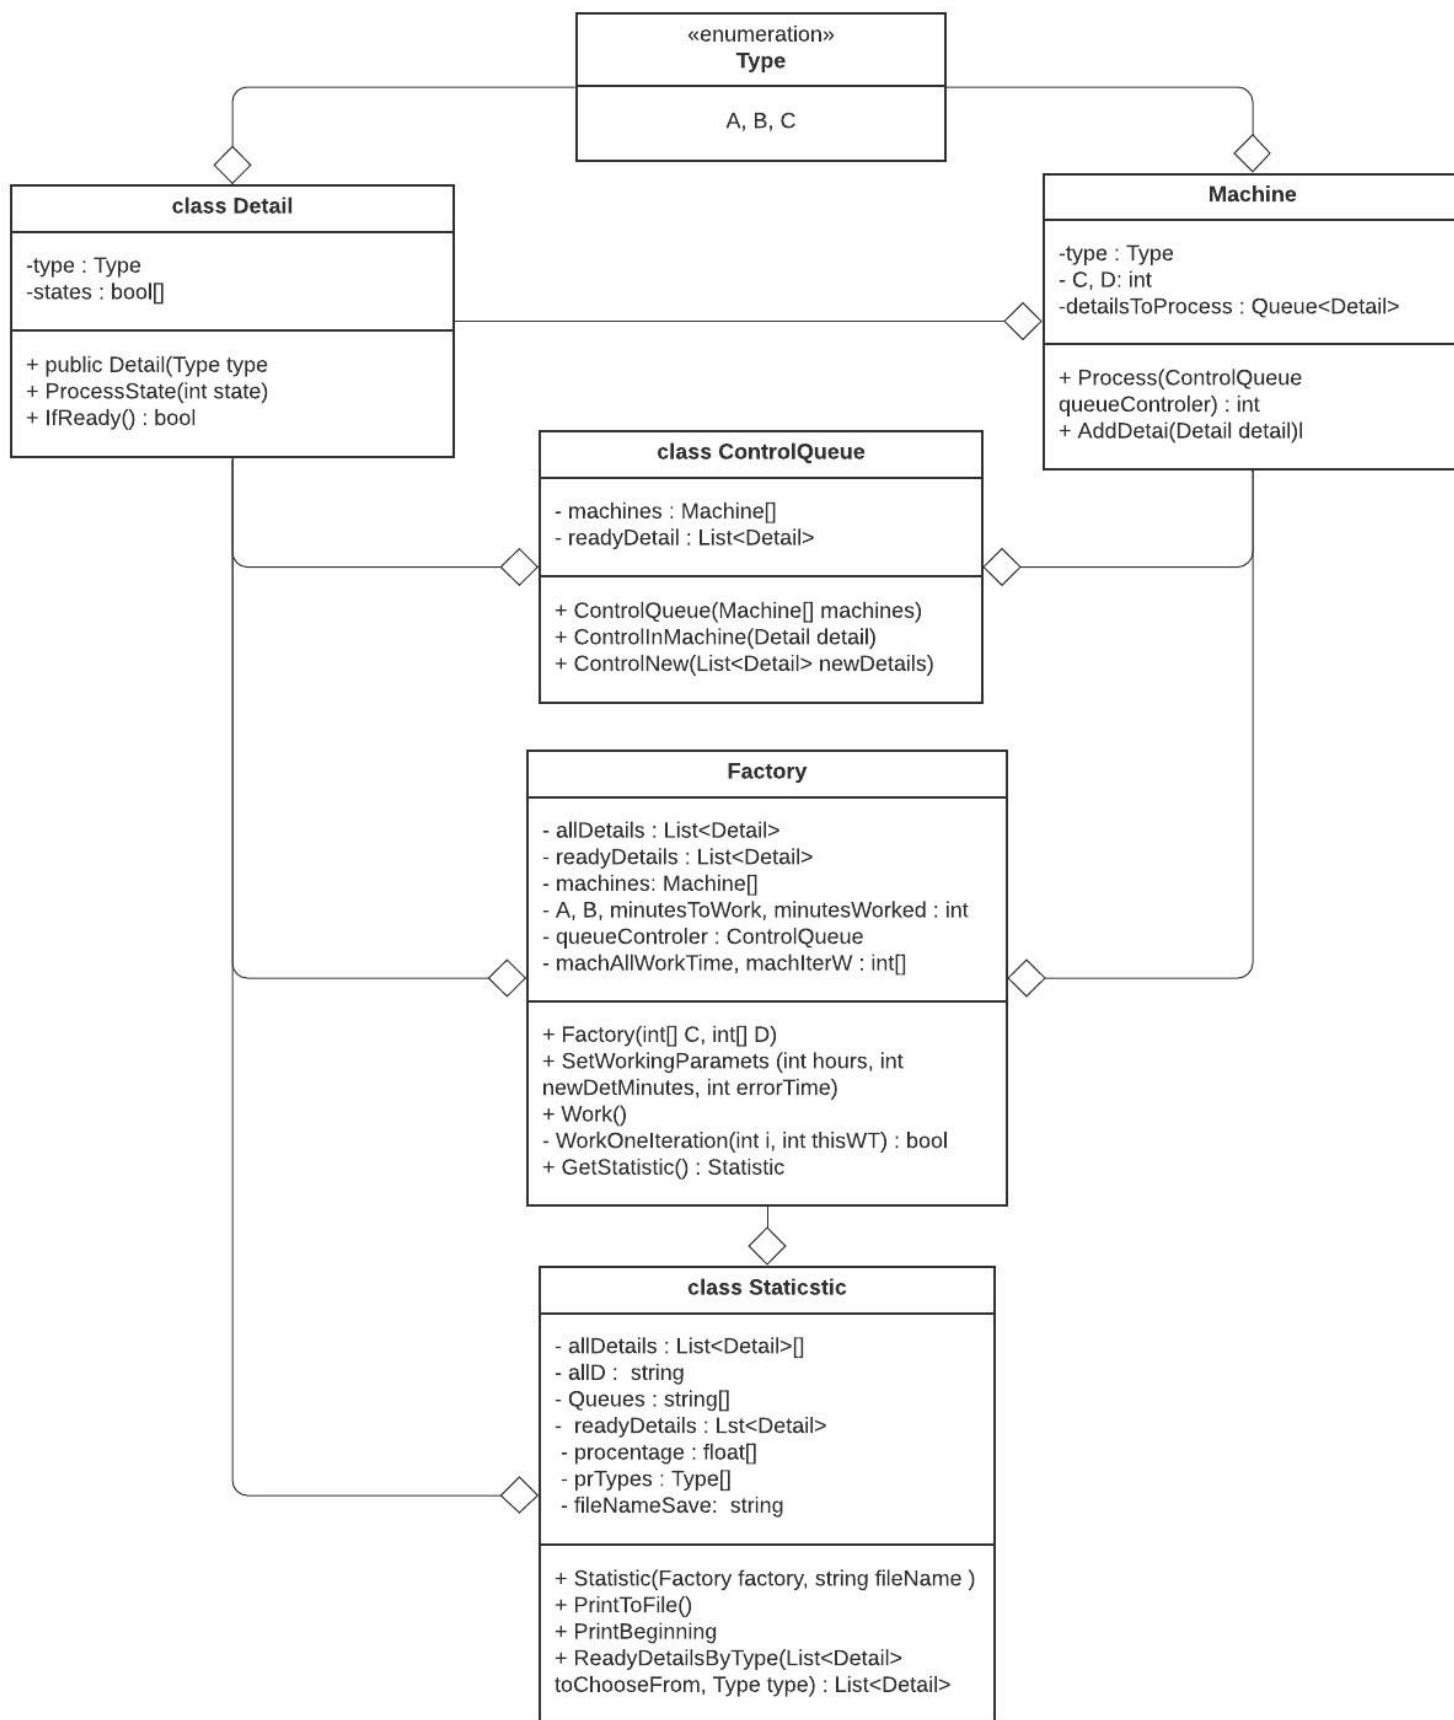 «enumeration»
Type
A, B, C
class Detail
-type : Type
-states : bool[]
+ public Detail(Type type
+ ProcessState(int state)
+ IfReady() : bool
Machine
-type : Type
- C, D: int
-detailsToProcess : Queue<Detail>
+ Process(ControlQueue
queueControler) : int
+ AddDetai(Detail detail)l
class ControlQueue
- machines : Machine[]
- readyDetail : List<Detail>
+ ControlQueue(Machine[] machines)
+ ControlInMachine(Detail detail)
+ ControlNew(List<Detail> newDetails)
Factory
- allDetails : List<Detail>
- readyDetails : List<Detail>
- machines: Machine[]
- A, B, minutesToWork, minutesWorked : int
- queueControler : ControlQueue
- machAllWorkTime, machIterW : int[]
+ Factory(int[] C, int[] D)
+ SetWorkingParamets (int hours, int
newDetMinutes, int errorTime)
+ Work()
- WorkOneIteration(int i, int thisWT) : bool
+ GetStatistic() : Statistic
class Staticstic
- allDetails : List<Detail>[]
- allD :  string
- Queues : string[]
-  readyDetails : Lst<Detail>
- procentage : float[]
- prTypes : Type[]
- fileNameSave:  string
+ Statistic(Factory factory, string fileName )
+ PrintToFile()
+ PrintBeginning
+ ReadyDetailsByType(List<Detail>
toChooseFrom, Type type) : List<Detail>